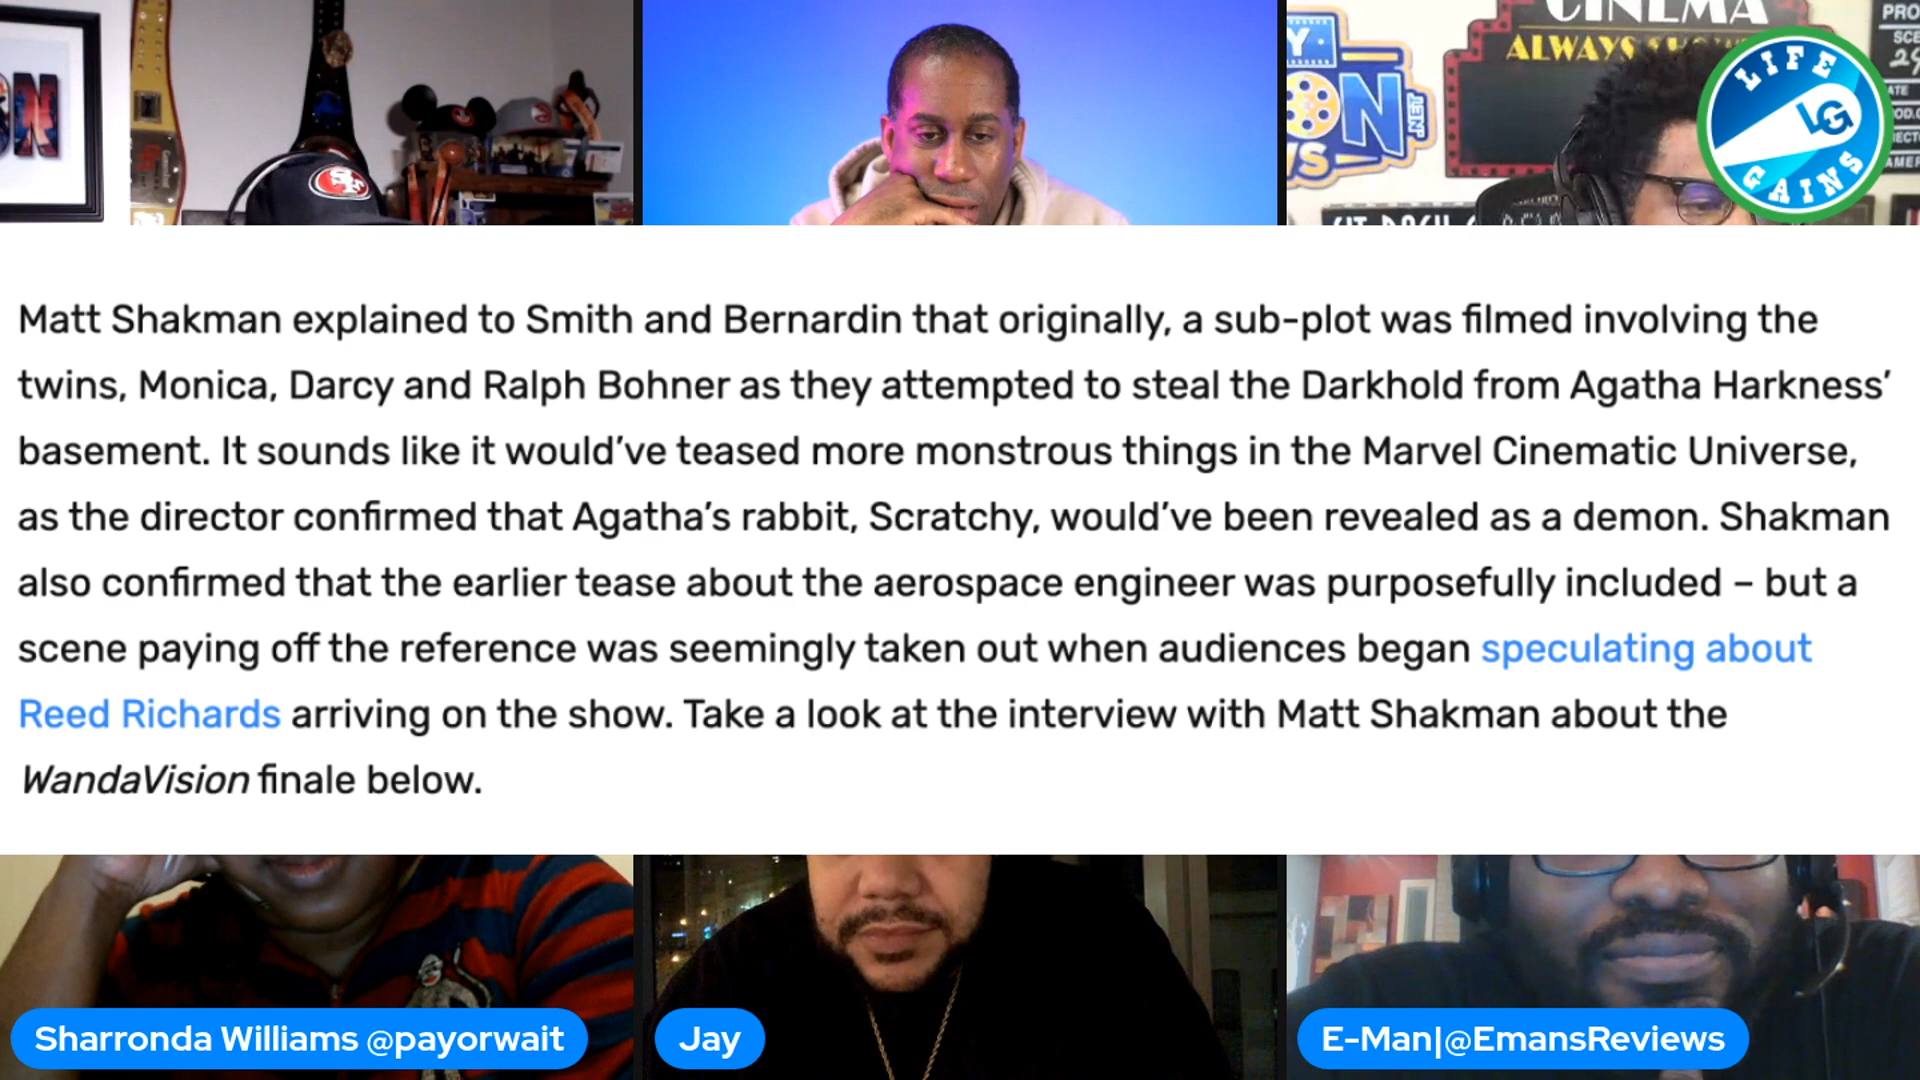 CINEMA
ALWAYS
PRO
SCE
LIFE
LG
GAINS
Y
ON
.NET
WS
SF
Matt Shakman explained to Smith and Bernardin that originally, a sub-plot was filmed involving the
twins, Monica, Darcy and Ralph Bohner as they attempted to steal the Darkhold from Agatha Harkness’
basement. It sounds like it would’ve teased more monstrous things in the Marvel Cinematic Universe,
as the director confirmed that Agatha’s rabbit, Scratchy, would’ve been revealed as a demon. Shakman
also confirmed that the earlier tease about the aerospace engineer was purposefully included – but a
scene paying off the reference was seemingly taken out when audiences began speculating about
Reed Richards arriving on the show. Take a look at the interview with Matt Shakman about the
WandaVision finale below.
Sharronda Williams @payorwait
Jay
E-Man|@EmansReviews